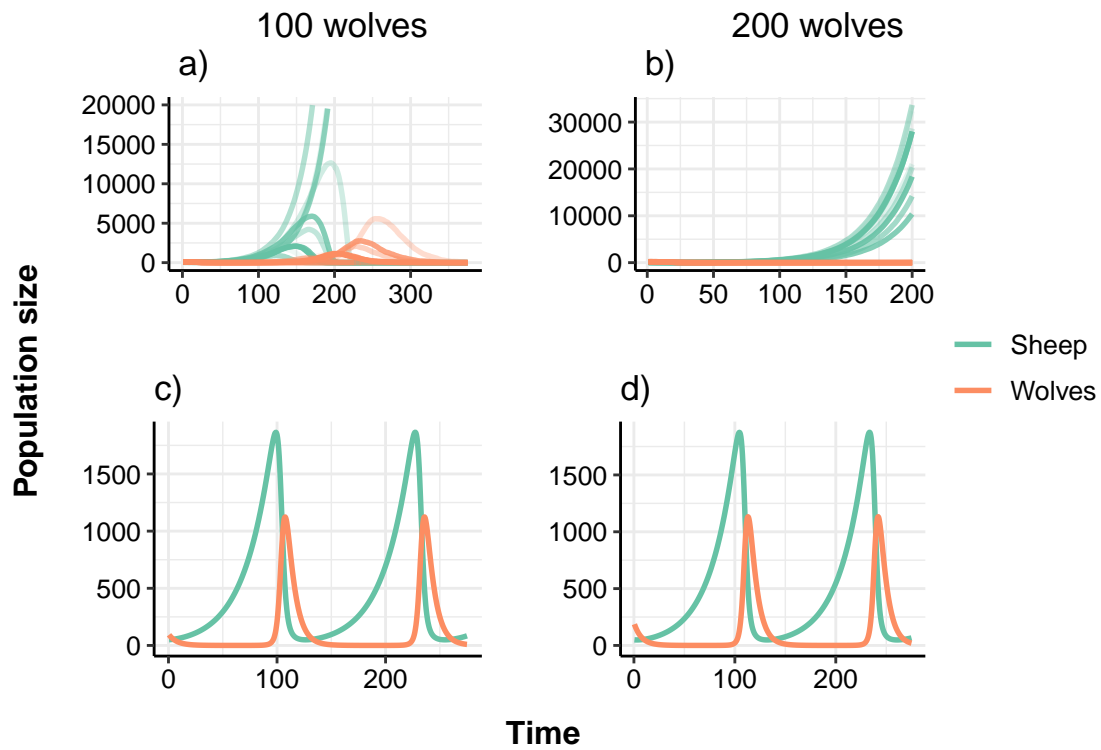 100 wolves
200 wolves
a)
b)
20000
15000
10000
5000
0
0 100 200 300
30000
20000
10000
0
0 50 100 150 200
Population size
Sheep
Wolves
c)
d)
1500
1000
500
0
0 100 200
1500
1000
500
0
0 100 200
Time